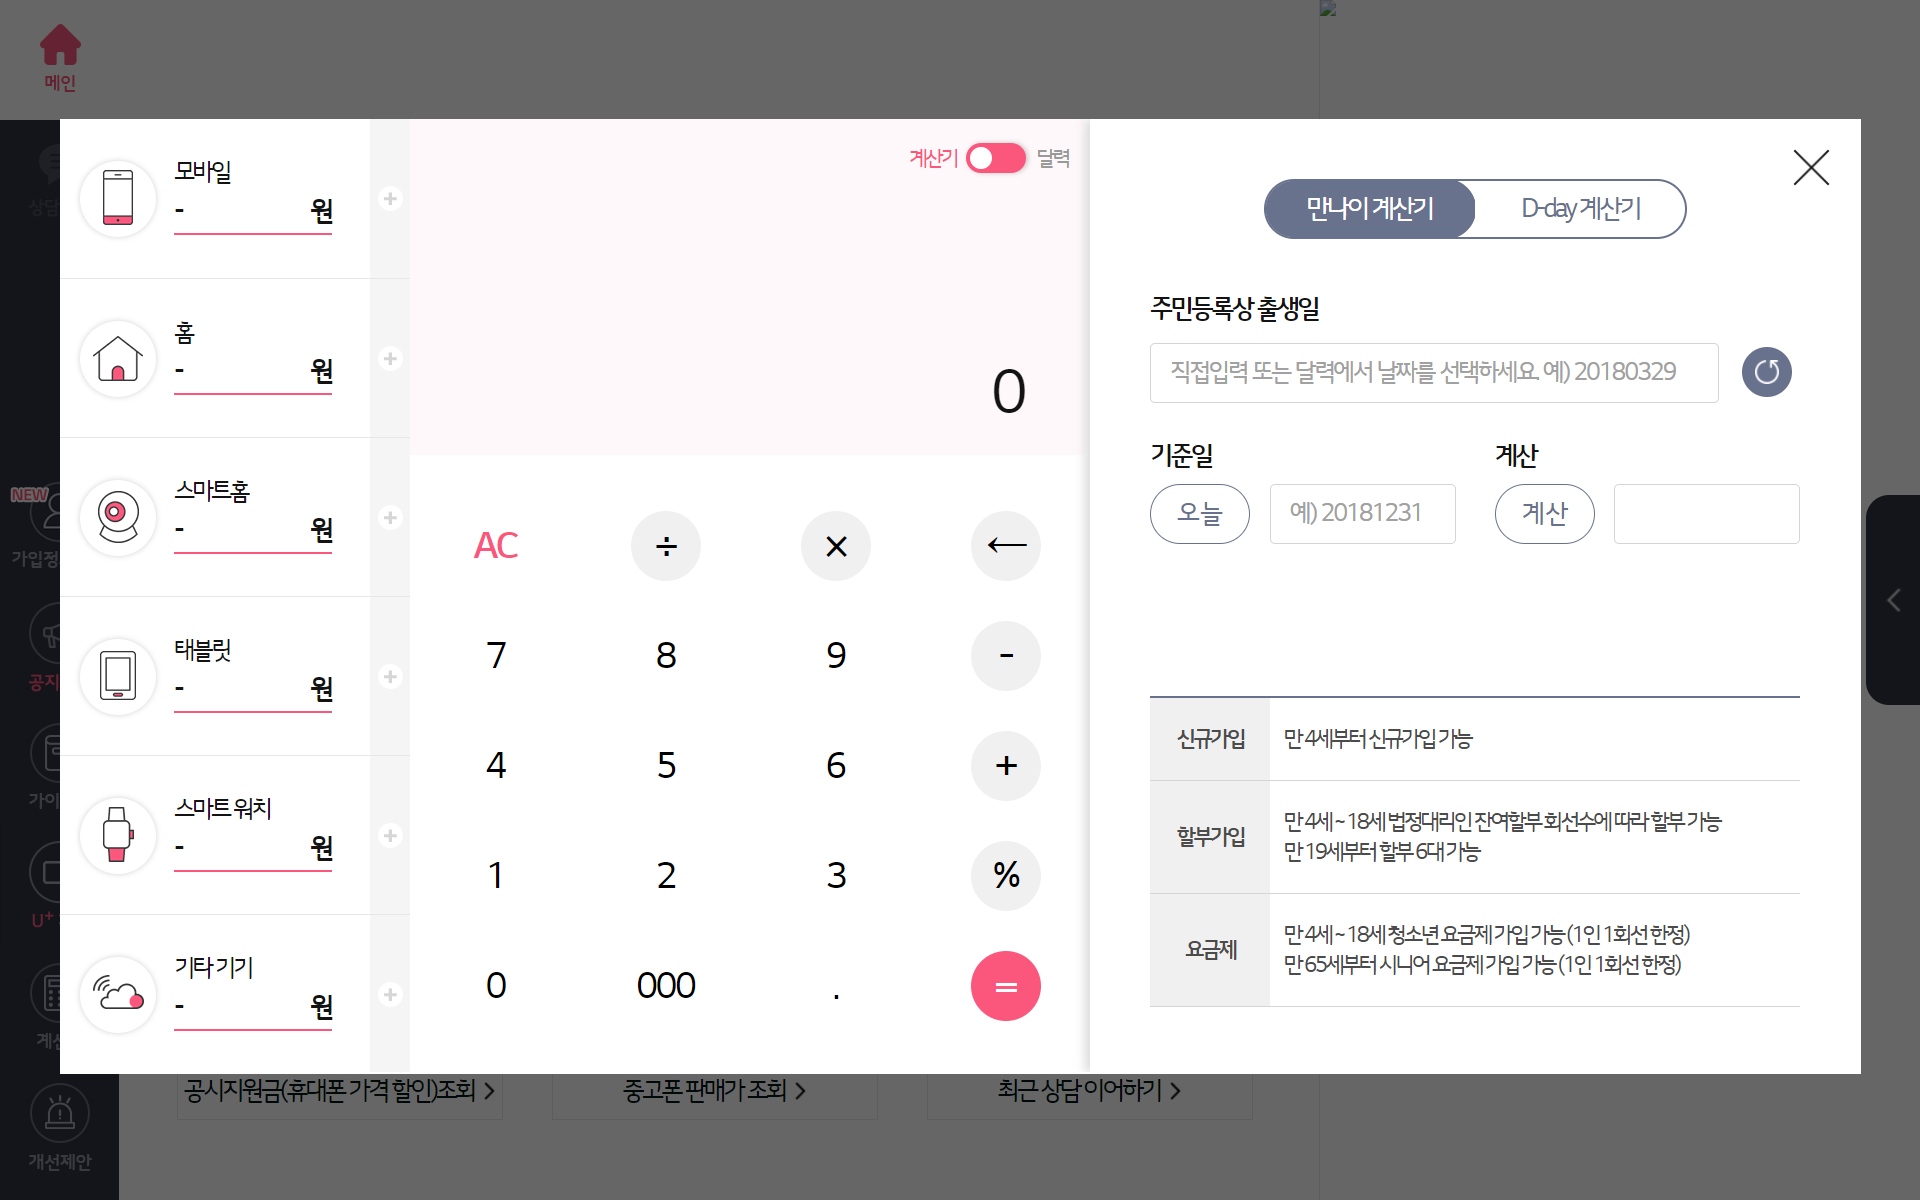 메인
상담
NEW
가입정
공지
가이
U+
계산
개선제안
모바일
- 원
홈
- 원
스마트홈
- 원
태블릿
- 원
스마트 워치
- 원
기타 기기
- 원
계산기 달력
0
AC ÷ × ←
7 8 9 -
4 5 6 +
1 2 3 %
0 000 . =
만나이 계산기 D-day 계산기
주민등록상 출생일
직접입력 또는 달력에서 날짜를 선택하세요. 예) 20180329
기준일 계산
오늘 예) 20181231 계산
신규가입 만 4세부터 신규가입 가능
할부가입 만 4세 ~ 18세 법정대리인 잔여할부 회선수에 따라 할부 가능
만 19세부터 할부 6대 가능
요금제 만 4세 ~ 18세 청소년 요금제 가입 가능 (1인 1회선 한정)
만 65세부터 시니어 요금제 가입 가능 (1인 1회선 한정)
공시지원금(휴대폰 가격 할인)조회 중고폰 판매가 조회 최근 상담 이어하기